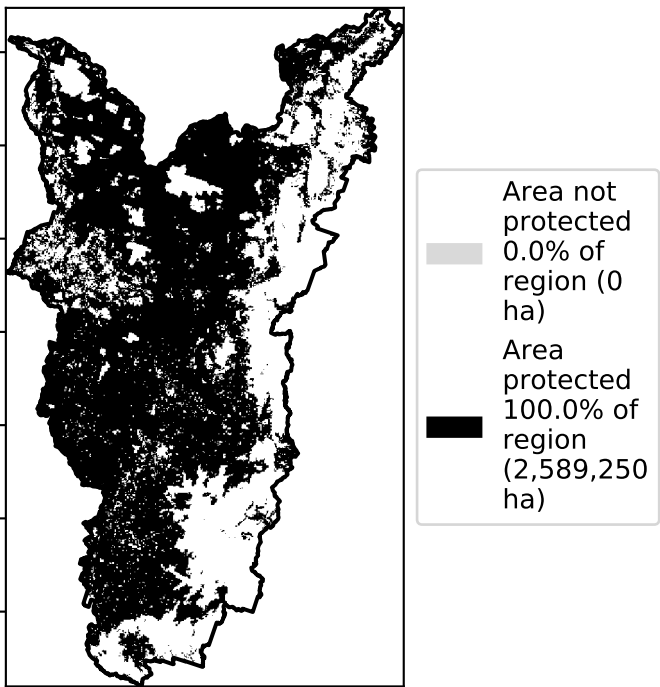 Area not
protected
0.0% of
region (0
ha)
Area
protected
100.0% of
region
(2,589,250
ha)